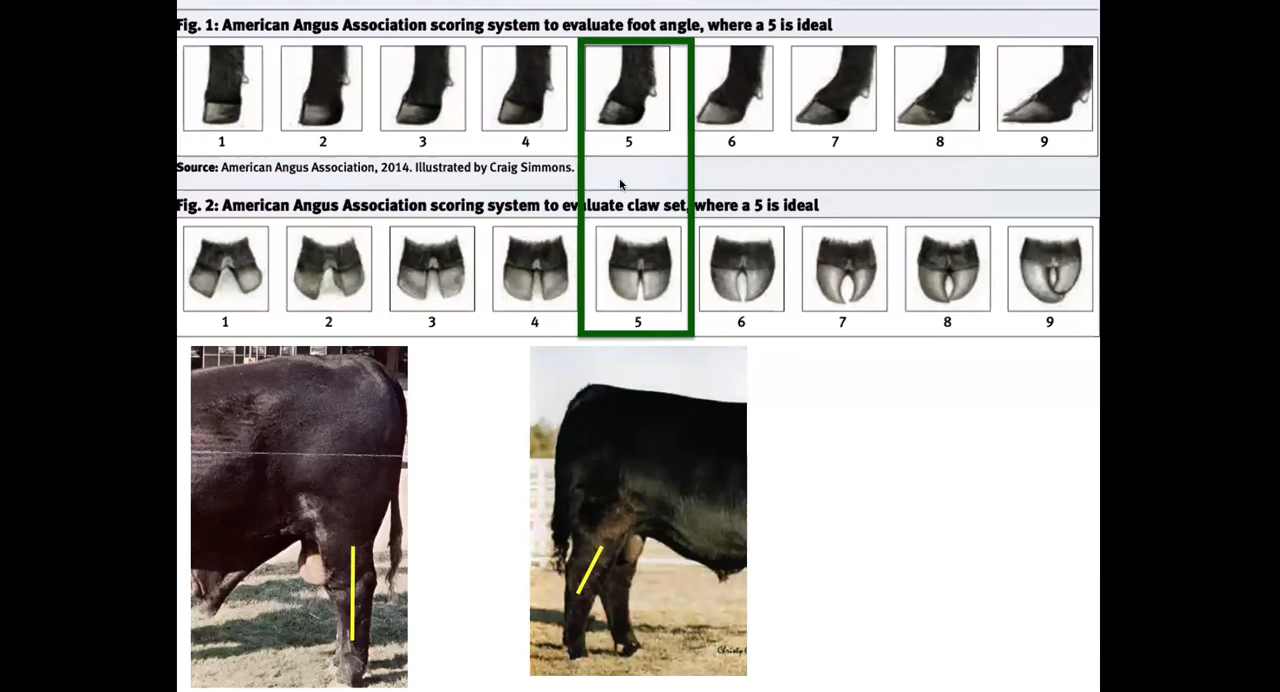 Fig. 1: American Angus Association scoring system to evaluate foot angle, where a 5 is ideal
1 2 3 4 5 6 7 8 9
Source: American Angus Association, 2014. Illustrated by Craig Simmons.
Fig. 2: American Angus Association scoring system to evaluate claw set, where a 5 is ideal
1 2 3 4 5 6 7 8 9
Christy